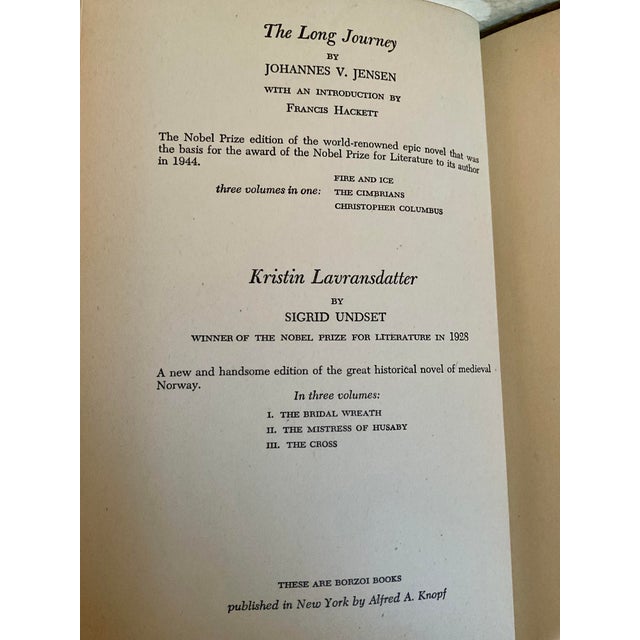 The Long Journey
BY
JOHANNES V. JENSEN
WITH AN INTRODUCTION BY
FRANCIS HACKETT
The Nobel Prize edition of the world-renowned epic novel that was
the basis for the award of the Nobel Prize for Literature to its author
in 1944.
FIRE AND ICE
three volumes in one: THE CIMBRIANS
CHRISTOPHER COLUMBUS
Kristin Lavransdatter
BY
SIGRID UNDSET
WINNER OF THE NOBEL PRIZE FOR LITERATURE IN 1928
A new and handsome edition of the great historical novel of medieval
Norway.
In three volumes:
I. THE BRIDAL WREATH
II. THE MISTRESS OF HUSABY
III. THE CROSS
THESE ARE BORZOI BOOKS
published in New York by Alfred A. Knopf